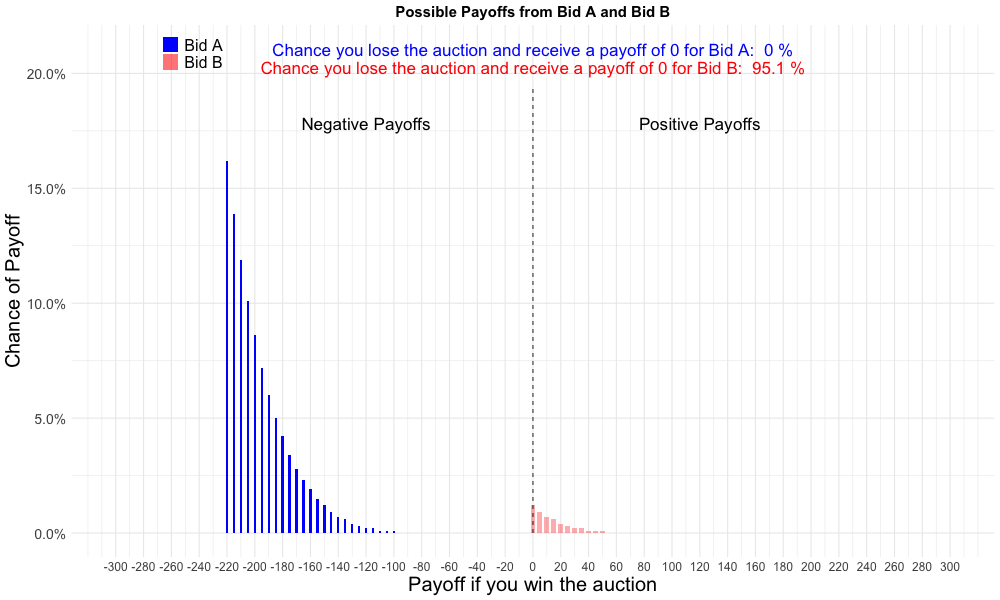 Possible Payoffs from Bid A and Bid B
Bid A
Bid B
Chance you lose the auction and receive a payoff of 0 for Bid A:  0 %
Chance you lose the auction and receive a payoff of 0 for Bid B:  95.1 %
Negative Payoffs
Positive Payoffs
Chance of Payoff
20.0%
15.0%
10.0%
5.0%
0.0%
-300 -280 -260 -240 -220 -200 -180 -160 -140 -120 -100 -80 -60 -40 -20 0 20 40 60 80 100 120 140 160 180 200 220 240 260 280 300
Payoff if you win the auction